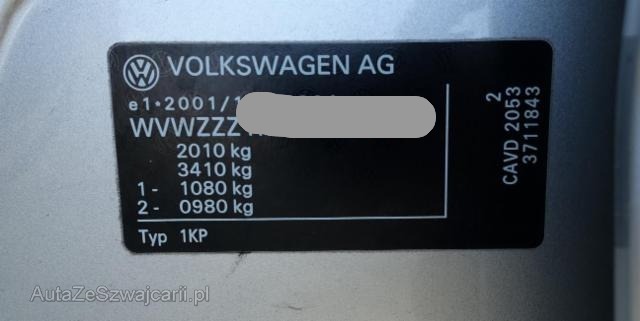 VOLKSWAGEN AG
e1*2001/1
WVWZZZ
2010 kg
3410 kg
1 - 1080 kg
2 - 0980 kg
Typ 1KP
2
CAVD 2053
3711843
AutaZeSzwajcarii.pl